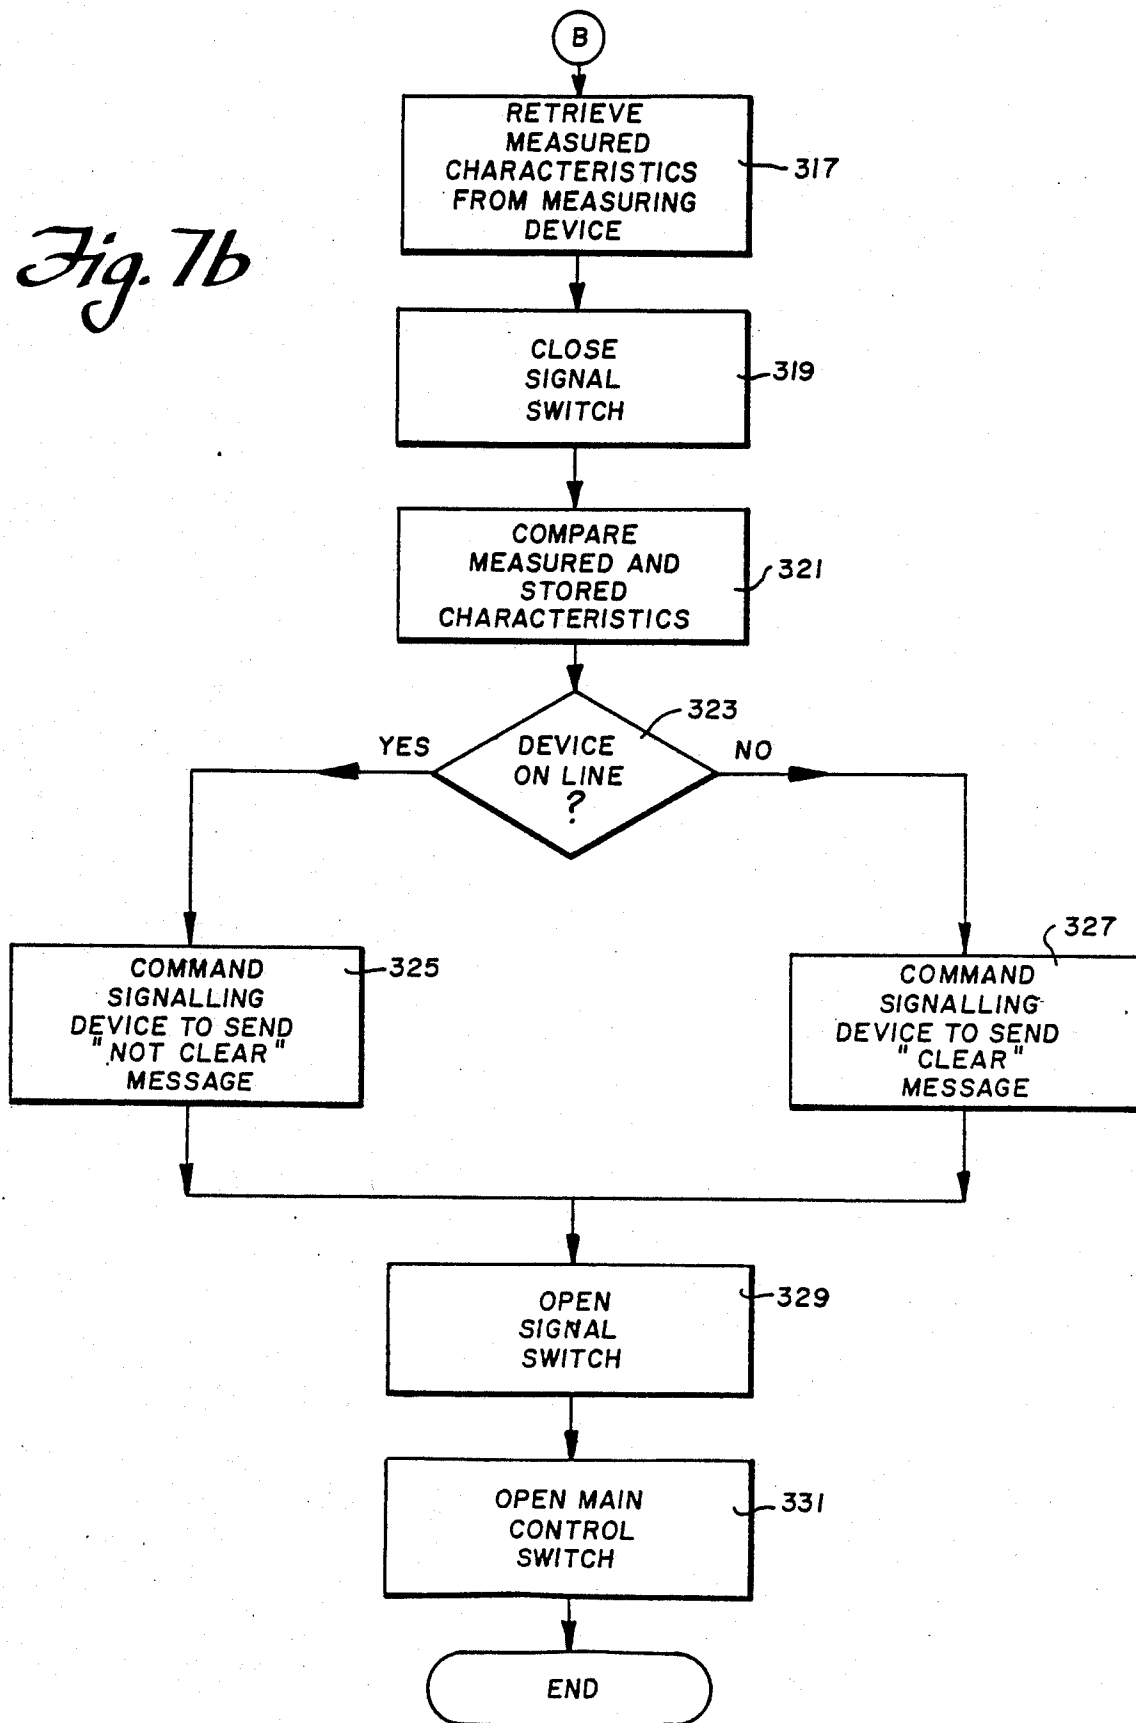 B
RETRIEVE
MEASURED
CHARACTERISTICS
FROM MEASURING
DEVICE
317
Fig. 7b
CLOSE
SIGNAL
SWITCH
319
COMPARE
MEASURED AND
STORED
CHARACTERISTICS
321
323
YES
DEVICE
ON LINE
?
NO
COMMAND
SIGNALLING
DEVICE TO SEND
"NOT CLEAR"
MESSAGE
325
327
COMMAND
SIGNALLING
DEVICE TO SEND
"CLEAR"
MESSAGE
OPEN
SIGNAL
SWITCH
329
OPEN MAIN
CONTROL
SWITCH
331
END